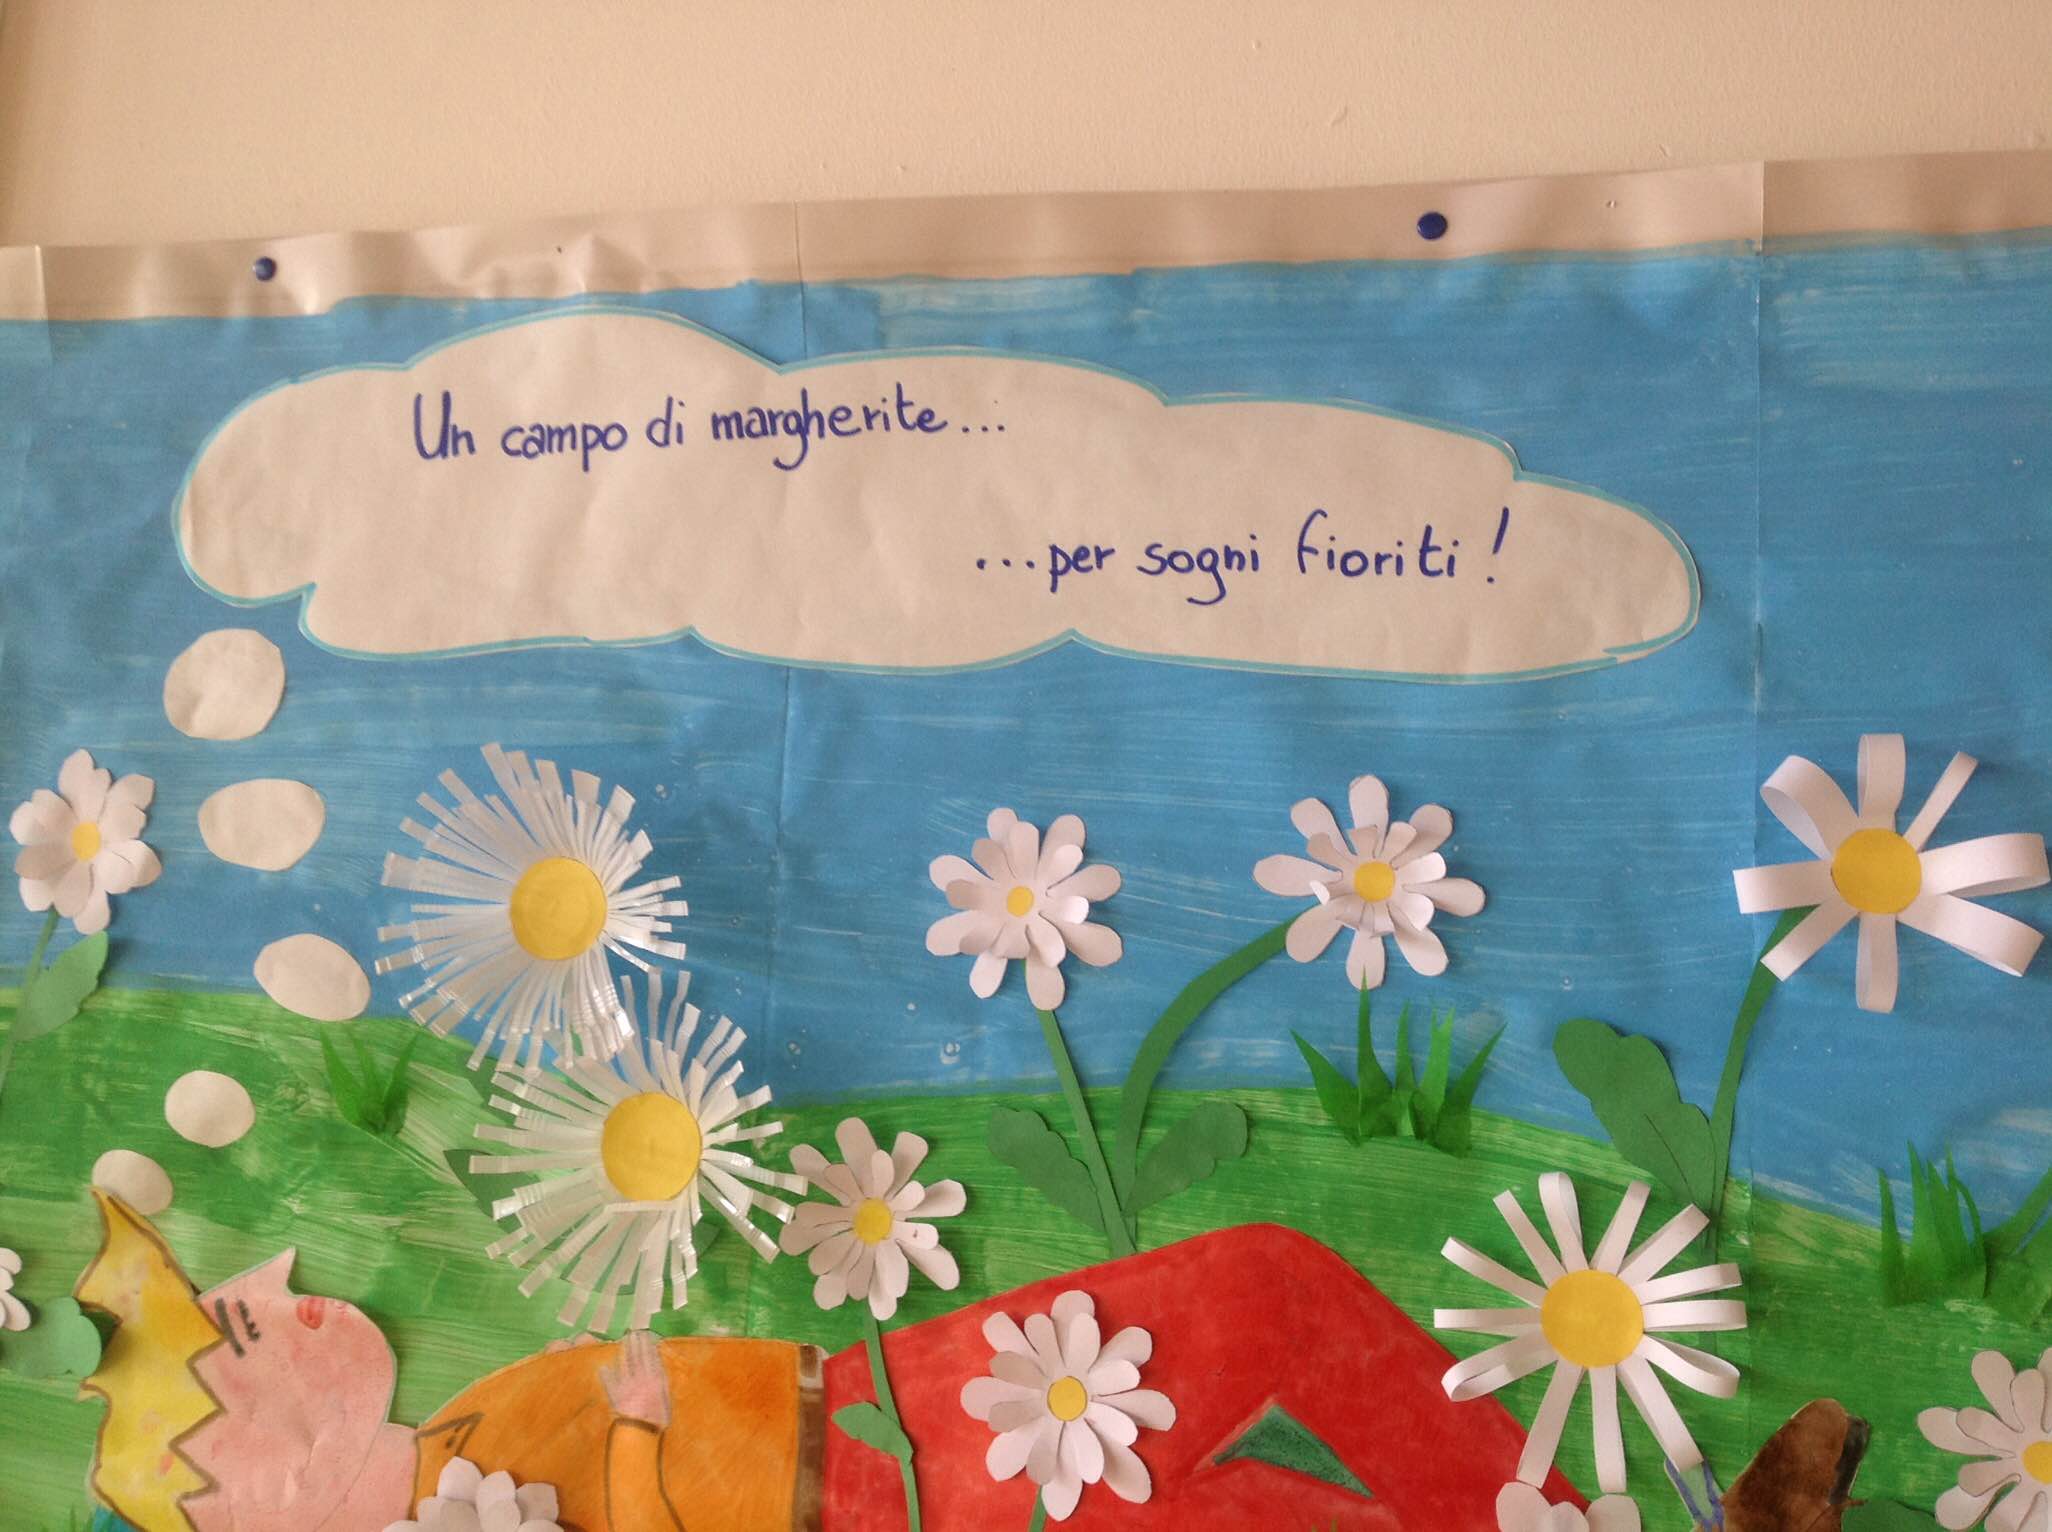 Un campo di margherite...
...per sogni fioriti!